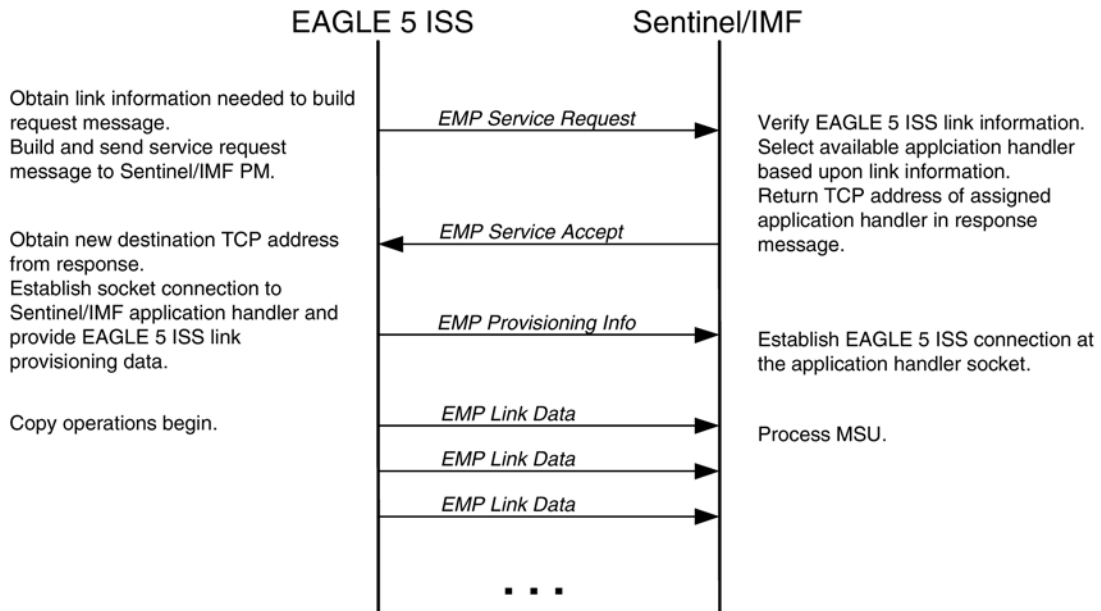 EAGLE 5 ISS
Sentinel/IMF
Obtain link information needed to build
request message.
Build and send service request
message to Sentinel/IMF PM.
EMP Service Request
Verify EAGLE 5 ISS link information.
Select available applciation handler
based upon link information.
Return TCP address of assigned
application handler in response
message.
EMP Service Accept
Obtain new destination TCP address
from response.
Establish socket connection to
Sentinel/IMF application handler and
provide EAGLE 5 ISS link
provisioning data.
EMP Provisioning Info
Establish EAGLE 5 ISS connection at
the application handler socket.
Copy operations begin.
EMP Link Data
Process MSU.
EMP Link Data
EMP Link Data
. . .